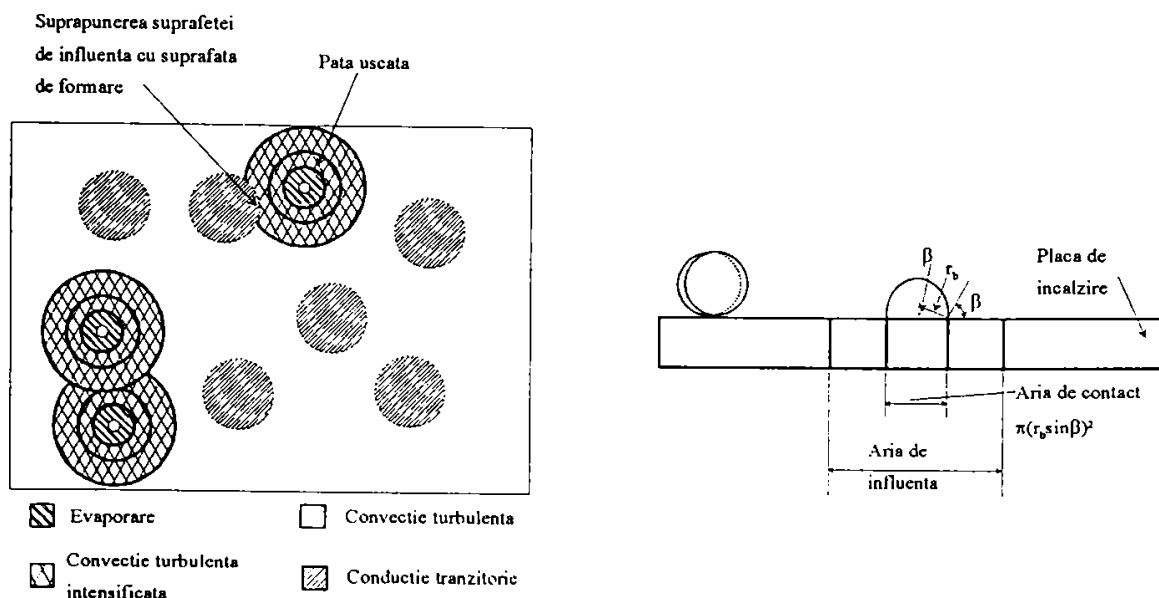 Suprapunerea suprafetei
de influenta cu suprafata
de formare
Pata uscata
Evaporare
Convectie turbulenta
Convectie turbulenta
intensificata
Conductie tranzitorie
β
r_b
β
Placa de
incalzire
Aria de contact
π(r_b sinβ)²
Aria de
influenta